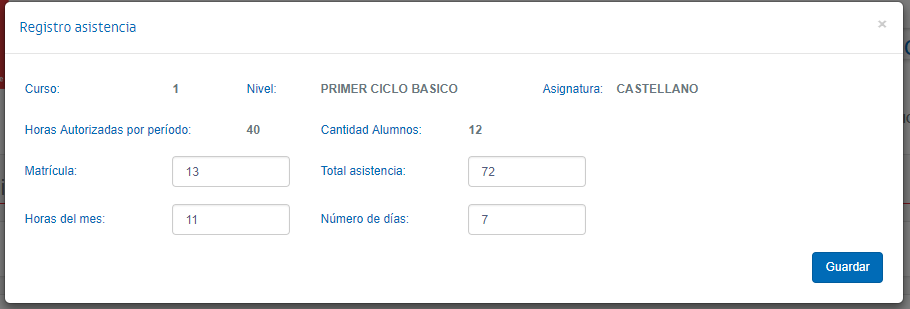 Registro asistencia ×
Curso: 1 Nivel: PRIMER CICLO BASICO Asignatura: CASTELLANO
Horas Autorizadas por período: 40 Cantidad Alumnos: 12
Matrícula: 13 Total asistencia: 72
Horas del mes: 11 Número de días: 7
Guardar